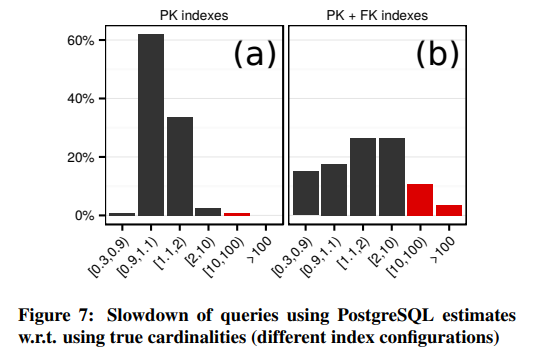 PK indexes
PK + FK indexes
(a)
(b)
60%
40%
20%
0%
[0.3,0.9)
[0.9,1.1)
[1.1,2)
[2,10)
[10,100)
>100
[0.3,0.9)
[0.9,1.1)
[1.1,2)
[2,10)
[10,100)
>100
Figure 7: Slowdown of queries using PostgreSQL estimates
w.r.t. using true cardinalities (different index configurations)